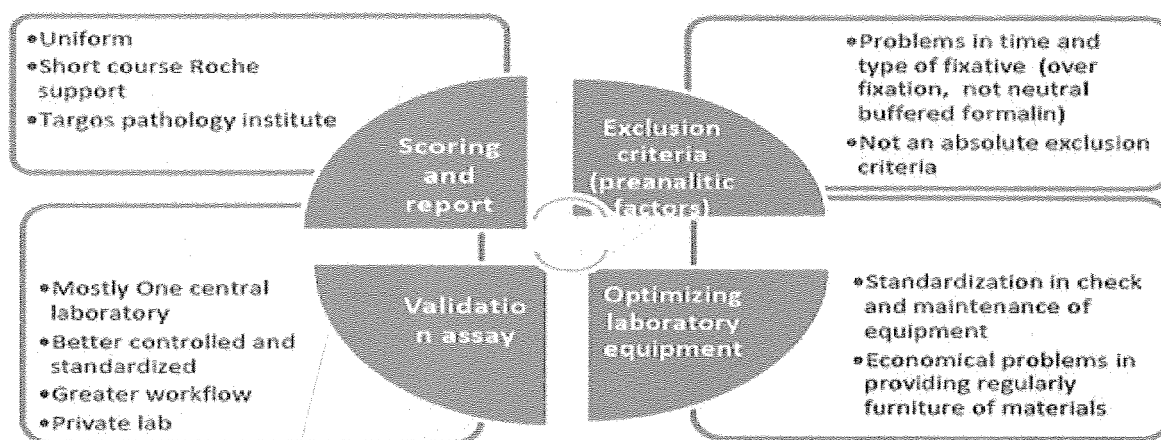 •Uniform
•Short course Roche
support
•Targos pathology institute
Scoring
and
report
Exclusion
criteria
(preanalitic
factors)
•Problems in time and
type of fixative (over
fixation, not neutral
buffered formalin)
•Not an absolute exclusion
criteria
•Mostly One central
laboratory
•Better controlled and
standardized
•Greater workflow
•Private lab
Validatio
n assay
Optimizing
laboratory
equipment
•Standardization in check
and maintenance of
equipment
•Economical problems in
providing regularly
furniture of materials